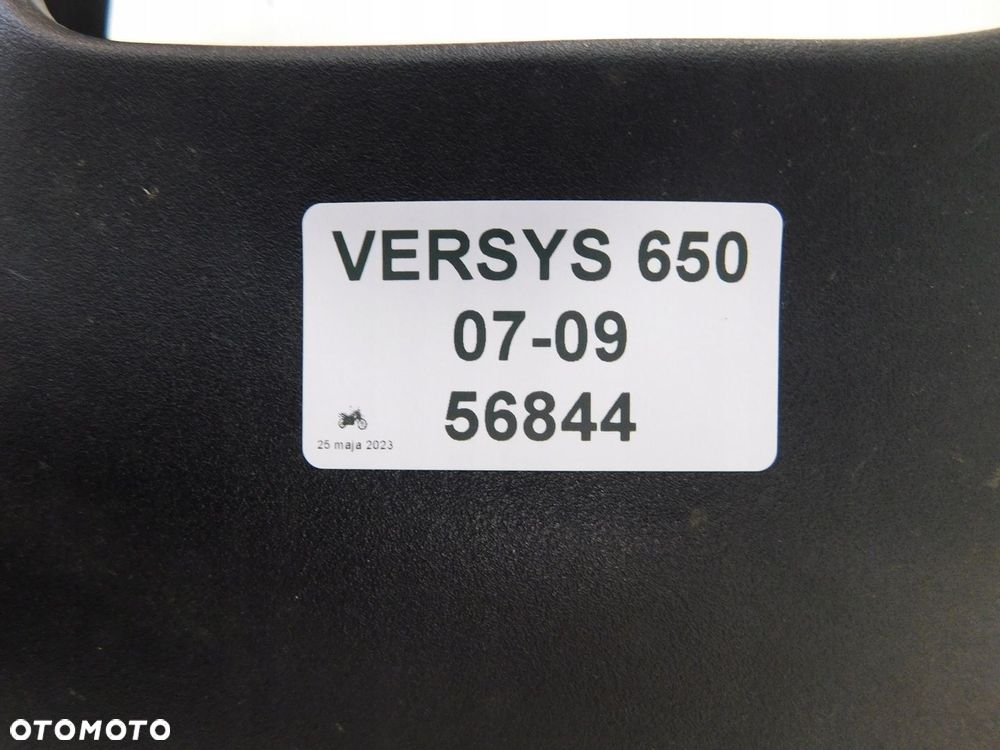 VERSYS 650
07-09
56844
25 maja 2023
OTOMOTO